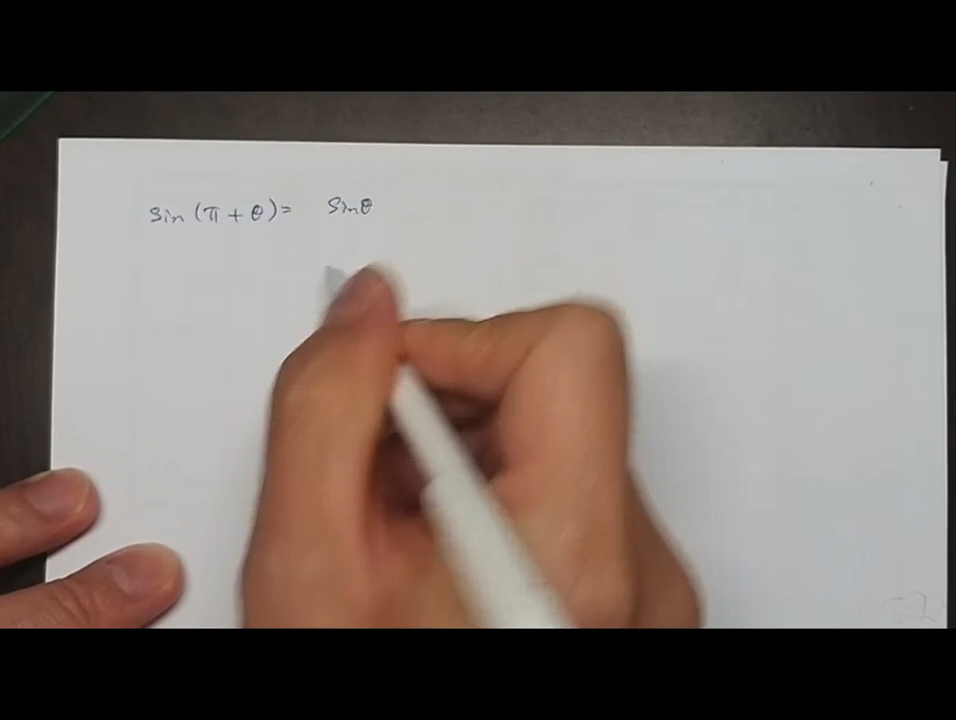 sin (π + θ) = sinθ